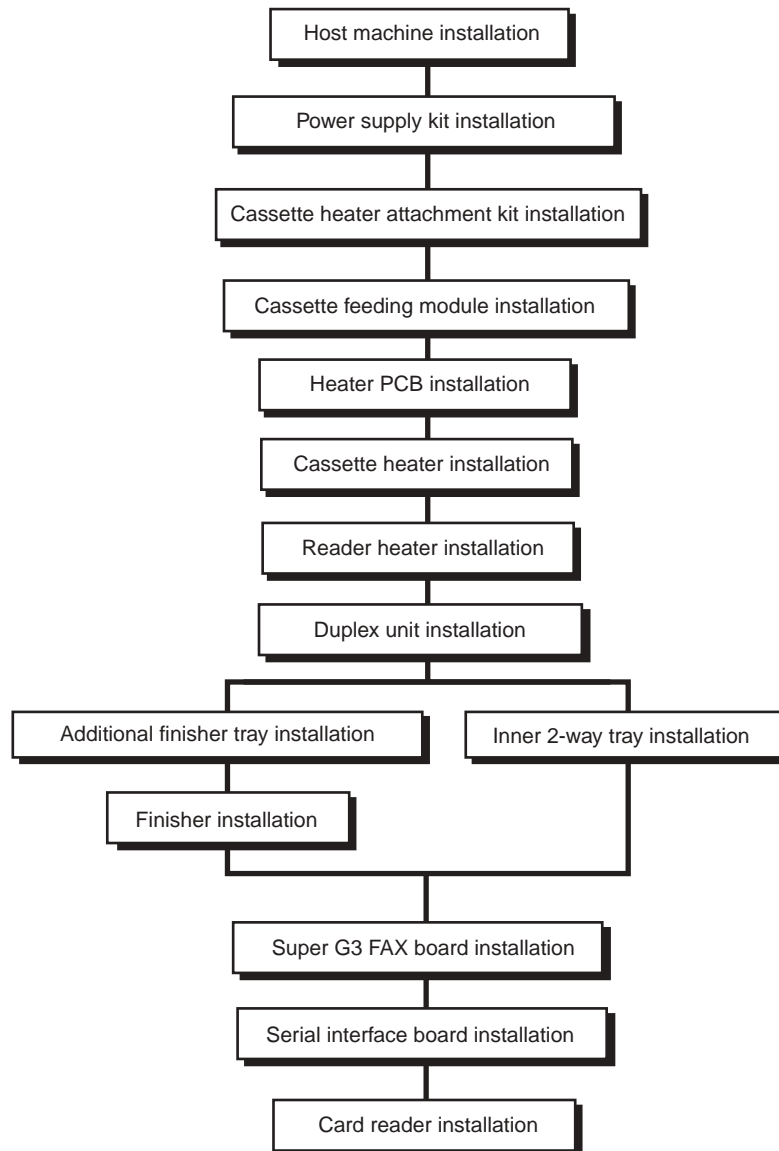 Host machine installation
Power supply kit installation
Cassette heater attachment kit installation
Cassette feeding module installation
Heater PCB installation
Cassette heater installation
Reader heater installation
Duplex unit installation
Additional finisher tray installation
Inner 2-way tray installation
Finisher installation
Super G3 FAX board installation
Serial interface board installation
Card reader installation